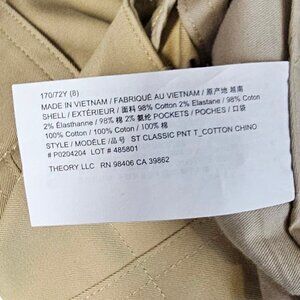 170/72Y (8)
MADE IN VIETNAM / FABRIQUÉ AU VIETNAM / 原产地 越南
SHELL / EXTÉRIEUR / 面料 98% Cotton 2% Elastane / 98% Coton
2% Élasthanne / 98% 棉 2% 氨纶 POCKETS / POCHES / 口袋
100% Cotton / 100% Coton / 100% 棉
STYLE / MODÈLE /品号 ST CLASSIC PNT T_COTTON CHINO
# P0204204 LOT # 485801
THEORY LLC RN 98406 CA 39862